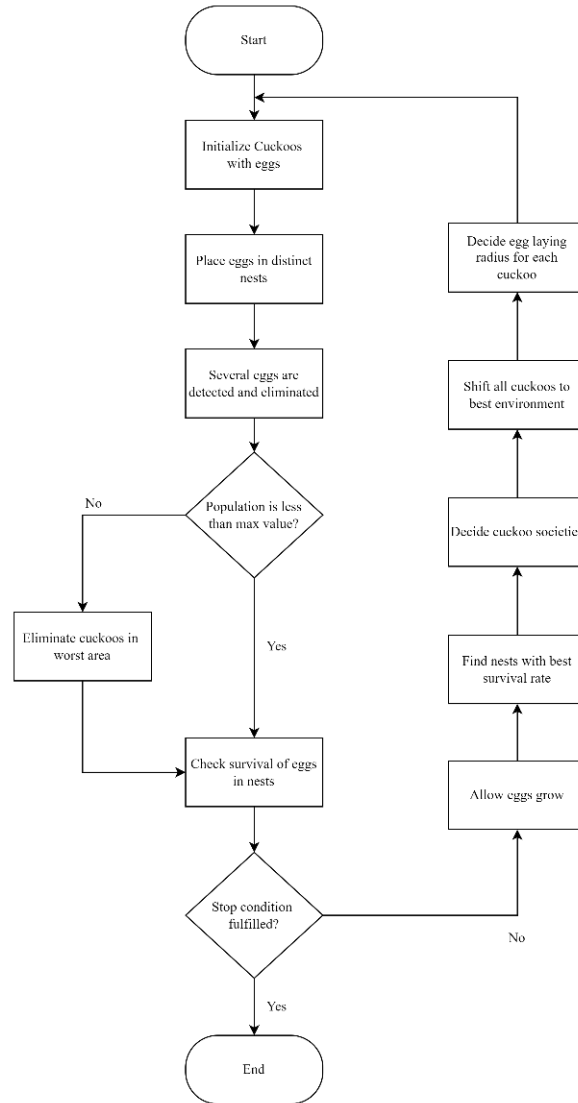 Start
Initialize Cuckoos
with eggs
Place eggs in distinct
nests
Several eggs are
detected and eliminated
Population is less
than max value?
No
Yes
Eliminate cuckoos in
worst area
Check survival of eggs
in nests
Stop condition
fulfilled?
No
Yes
End
Allow eggs grow
Find nests with best
survival rate
Decide cuckoo societie
Shift all cuckoos to
best environment
Decide egg laying
radius for each
cuckoo